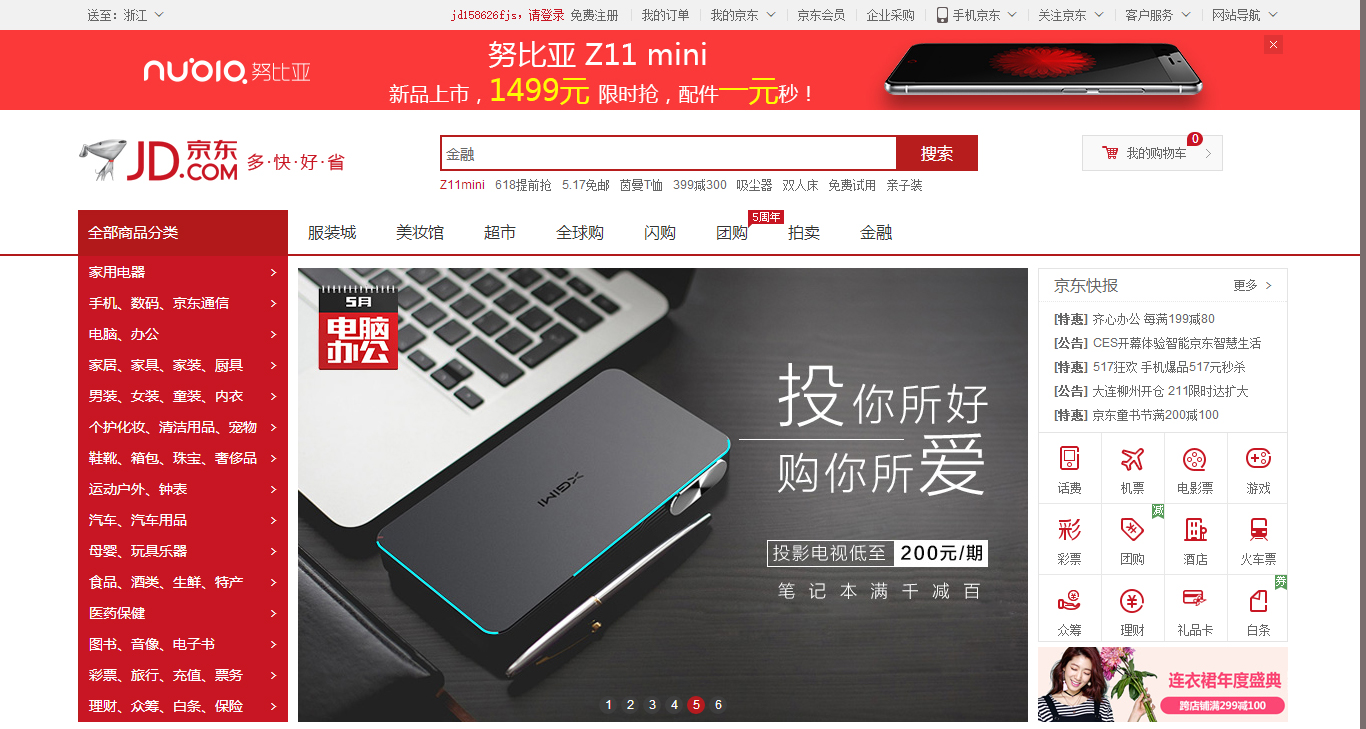 送至：浙江
jd158626fjs，请登录 免费注册 我的订单 我的京东 京东会员 企业采购 手机京东 关注京东 客户服务 网站导航
nubia 努比亚
努比亚 Z11 mini
新品上市，1499元 限时抢，配件一元秒！
JD.COM 京东 多·快·好·省
金融 搜索
0
我的购物车
Z11mini 618提前抢 5.17免邮 茵曼T恤 399减300 吸尘器 双人床 免费试用 亲子装
全部商品分类 服装城 美妆馆 超市 全球购 闪购 团购 拍卖 金融
5周年
家用电器
手机、数码、京东通信
电脑、办公
家居、家具、家装、厨具
男装、女装、童装、内衣
个护化妆、清洁用品、宠物
鞋靴、箱包、珠宝、奢侈品
运动户外、钟表
汽车、汽车用品
母婴、玩具乐器
食品、酒类、生鲜、特产
医药保健
图书、音像、电子书
彩票、旅行、充值、票务
理财、众筹、白条、保险
5月
电脑
办公
XGIMI
投你所好
购你所爱
投影电视低至 200元/期
笔记本满千减百
1 2 3 4 5 6
京东快报 更多
[特惠] 齐心办公 每满199减80
[公告] CES开幕体验智能京东智慧生活
[特惠] 517狂欢 手机爆品517元秒杀
[公告] 大连柳州开仓 211限时达扩大
[特惠] 京东童书节满200减100
话费 机票 电影票 游戏
减
彩票 团购 酒店 火车票
券
众筹 理财 礼品卡 白条
连衣裙年度盛典
跨店铺满299减100